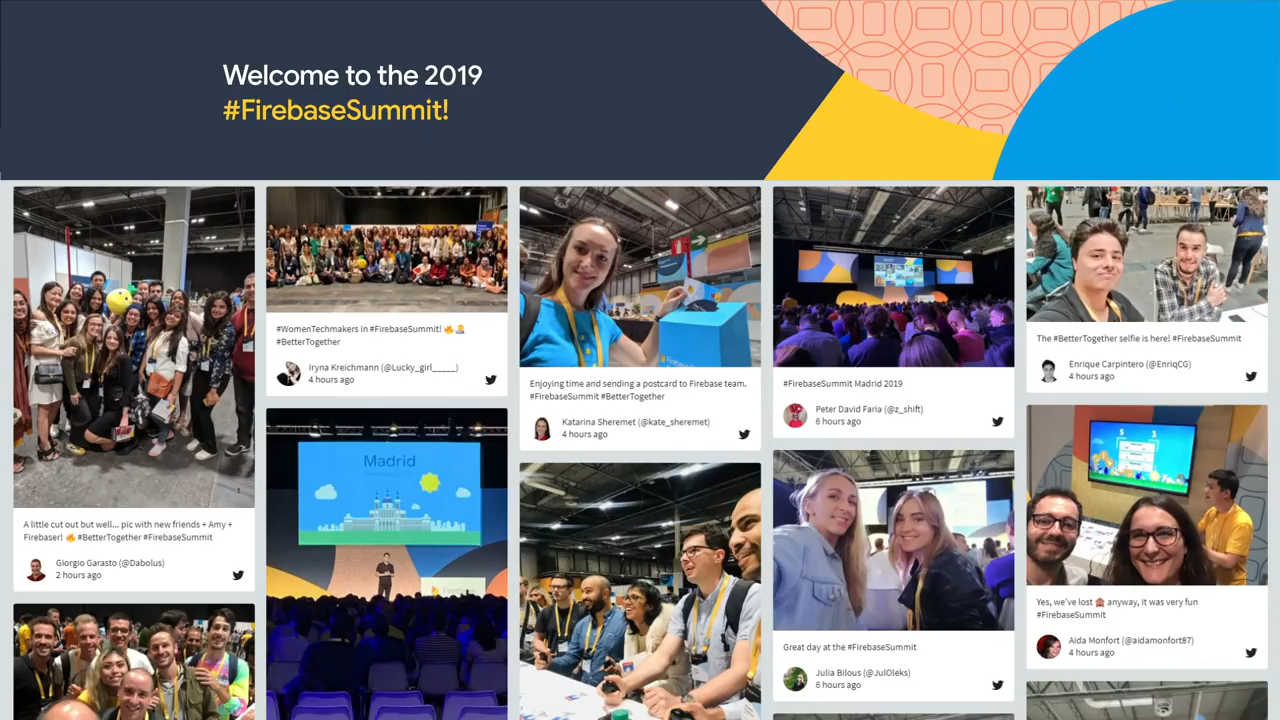 Welcome to the 2019
#FirebaseSummit!
A little cut out but well... pic with new friends + Amy +
Firebaser! 🔥 #BetterTogether #FirebaseSummit
Giorgio Garasto (@Dabolus)
2 hours ago
#WomenTechmakers in #FirebaseSummit! 🔥
#BetterTogether
Iryna Kreichmann (@Lucky_girl_____)
4 hours ago
Madrid
Enjoying time and sending a postcard to Firebase team.
#FirebaseSummit #BetterTogether
Katarina Sheremet (@kate_sheremet)
4 hours ago
#FirebaseSummit Madrid 2019
Peter David Faria (@z_shift)
6 hours ago
Great day at the #FirebaseSummit
Julia Bilous (@JulOleks)
6 hours ago
The #BetterTogether selfie is here! #FirebaseSummit
Enrique Carpintero (@EnriqCG)
4 hours ago
5 1
Yes, we've lost 🙈 anyway, it was very fun
#FirebaseSummit
Aida Monfort (@aidamonfort87)
4 hours ago